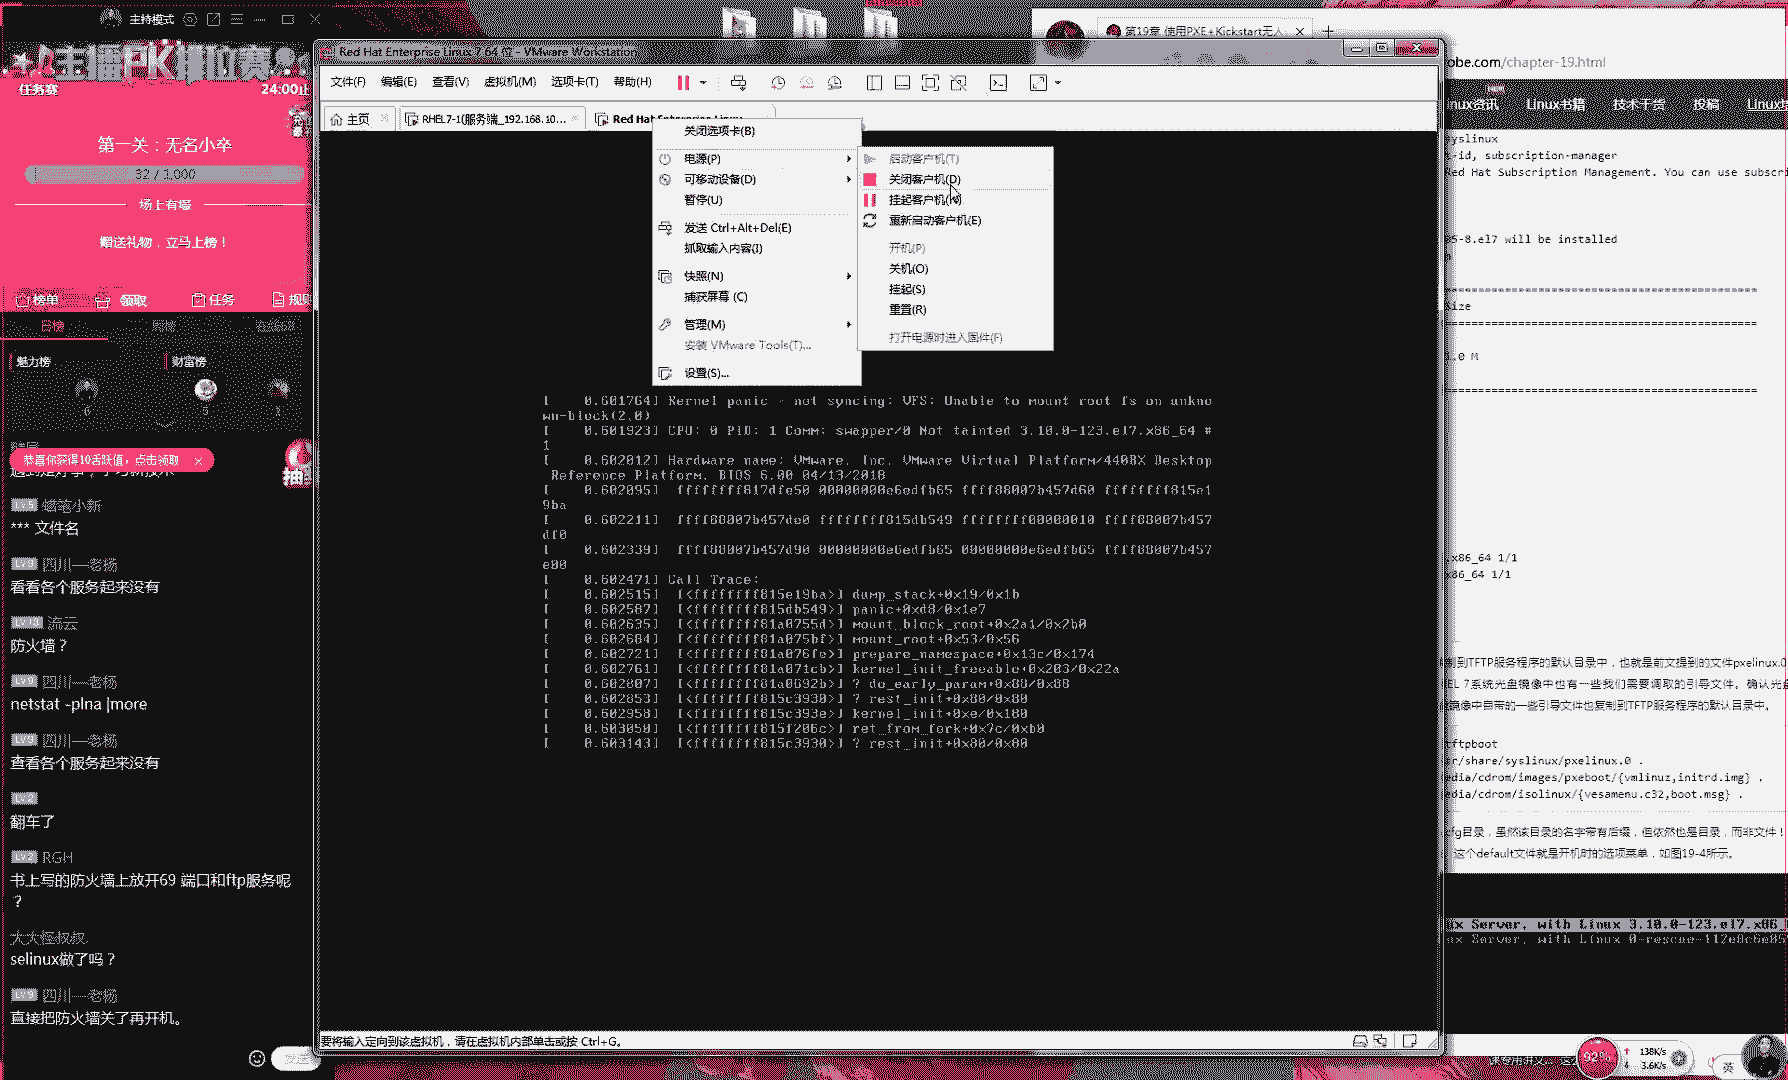 主持模式
主播PK排位赛
任务赛
24:00止
第一关：无名小卒
32 / 1,000
场上有喔
赠送礼物，立马上榜！
榜单
领取
任务
日榜
周榜
魅力榜
财富榜
6
5
恭喜你获得10活跃值，点击领取
LV5 蜡笔小新
*** 文件名
LV9 四川—老杨
看看各个服务起来没有
LV13 流云
防火墙？
LV9 四川—老杨
netstat -plna |more
LV9 四川—老杨
查看各个服务起来没有
LV2
翻车了
LV2 RGH
书上写的防火墙上放开69 端口和ftp服务呢
？
大大怪叔叔.
selinux做了吗？
LV9 四川—老杨
直接把防火墙关了再开机。
Red Hat Enterprise Linux 7 64 位 - VMware Workstation
文件(F)
编辑(E)
查看(V)
虚拟机(M)
选项卡(T)
帮助(H)
主页
RHEL7-1(服务端_192.168.10...
Red Hat Enterprise Linux
关闭选项卡(B)
电源(P)
可移动设备(D)
暂停(U)
发送 Ctrl+Alt+Del(E)
抓取输入内容(I)
快照(N)
捕获屏幕 (C)
管理(M)
安装 VMware Tools(T)...
设置(S)...
启动客户机(T)
关闭客户机(D)
挂起客户机
重新启动客户机(E)
开机(P)
关机(O)
挂起(S)
重置(R)
打开电源时进入固件(F)
[    0.601764] Kernel panic - not syncing: VFS: Unable to mount root fs on unkno
wn-block(2,0)
[    0.601923] CPU: 0 PID: 1 Comm: swapper/0 Not tainted 3.10.0-123.el7.x86_64 #
1
[    0.602012] Hardware name: VMware, Inc. VMware Virtual Platform/440BX Desktop
Reference Platform, BIOS 6.00 04/13/2018
[    0.602095]  ffffffff817dfe50 00000000e6edfb65 ffff88007b457d60 ffffffff815e1
9ba
[    0.602211]  ffff88007b457de0 ffffffff815db549 ffffffff00000010 ffff88007b457
df0
[    0.602339]  ffff88007b457d90 00000000e6edfb65 00000000e6edfb65 ffff88007b457
e00
[    0.602471] Call Trace:
[    0.602515]  [<ffffffff815e19ba>] dump_stack+0x19/0x1b
[    0.602587]  [<ffffffff815db549>] panic+0xd8/0x1e7
[    0.602635]  [<ffffffff81a0755d>] mount_block_root+0x2a1/0x2b0
[    0.602684]  [<ffffffff81a075bf>] mount_root+0x53/0x56
[    0.602721]  [<ffffffff81a076fe>] prepare_namespace+0x13c/0x174
[    0.602761]  [<ffffffff81a071cb>] kernel_init_freeable+0x203/0x22a
[    0.602807]  [<ffffffff81a0692b>] ? do_early_param+0x88/0x88
[    0.602853]  [<ffffffff815c3930>] ? rest_init+0x80/0x80
[    0.602958]  [<ffffffff815c393e>] kernel_init+0xe/0x180
[    0.603050]  [<ffffffff815f206c>] ret_from_fork+0x7c/0xb0
[    0.603143]  [<ffffffff815c3930>] ? rest_init+0x80/0x80
要将输入定向到该虚拟机，请在虚拟机内部单击或按 Ctrl+G。
第19章 使用PXE+Kickstart无人
obe.com/chapter-19.html
Linux资讯
Linux书籍
技术干货
投稿
syslinux
t-id, subscription-manager
Red Hat Subscription Management. You can use subscri
05-8.el7 will be installed
Size
1.0 M
.x86_64 1/1
x86_64 1/1
制到TFTP服务程序的默认目录中，也就是前文提到的文件pxelinux.0
EL 7系统光盘镜像中也有一些我们需要调取的引导文件。确认光
镜像中自带的一些引导文件也复制到TFTP服务程序的默认目录中。
tftpboot
sr/share/syslinux/pxelinux.0 .
edia/cdrom/images/pxeboot/{vmlinuz,initrd.img} .
edia/cdrom/isolinux/{vesamenu.c32,boot.msg} .
cfg目录，虽然该目录的名字带有后缀，但依然也是目录，而非文件！
这个default文件就是开机时的选项菜单，如图19-4所示。
ux Server, with Linux 3.10.0-123.el7.x86_
ux Server, with Linux 0-rescue-112e8c6e85
92%
138K/s
3.6K/s
英